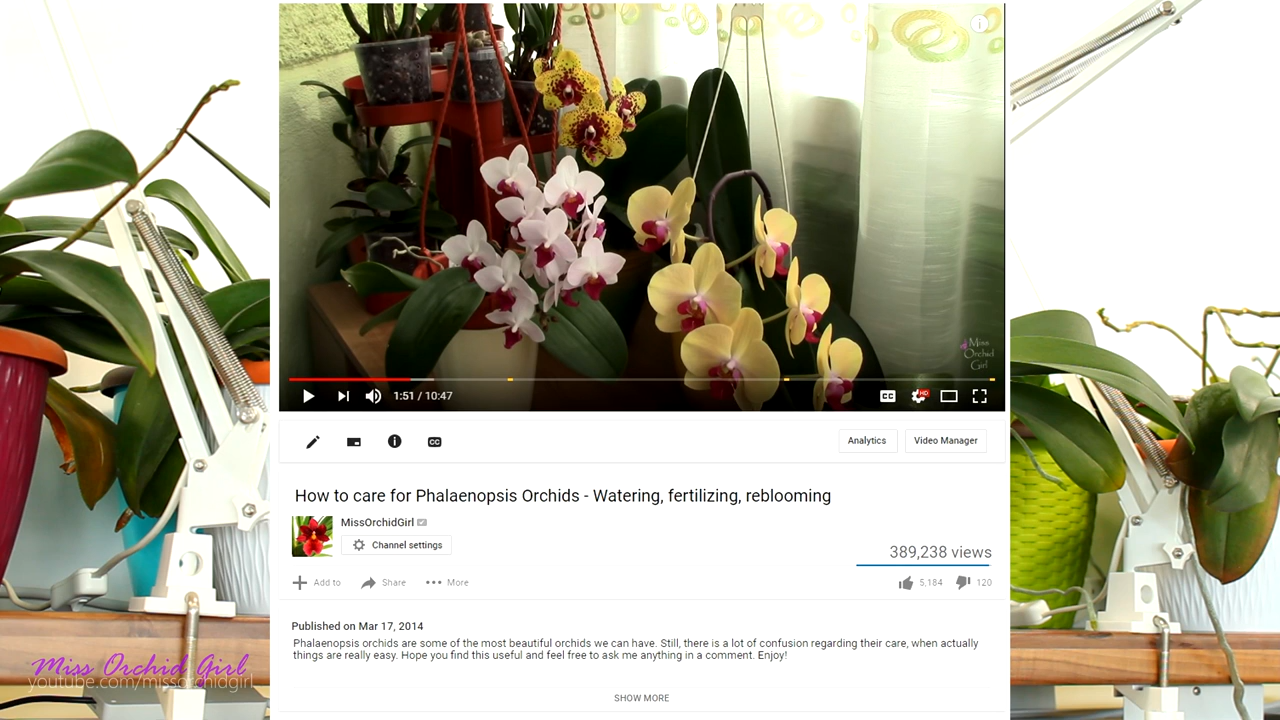 Miss
Orchid
Girl
1:51 / 10:47
CC
HD
CC
Analytics
Video Manager
How to care for Phalaenopsis Orchids - Watering, fertilizing, reblooming
MissOrchidGirl
Channel settings
389,238 views
Add to
Share
More
5,184
120
Published on Mar 17, 2014
Phalaenopsis orchids are some of the most beautiful orchids we can have. Still, there is a lot of confusion regarding their care, when actually
things are really easy. Hope you find this useful and feel free to ask me anything in a comment. Enjoy!
SHOW MORE
Miss Orchid Girl
youtube.com/missorchidgirl